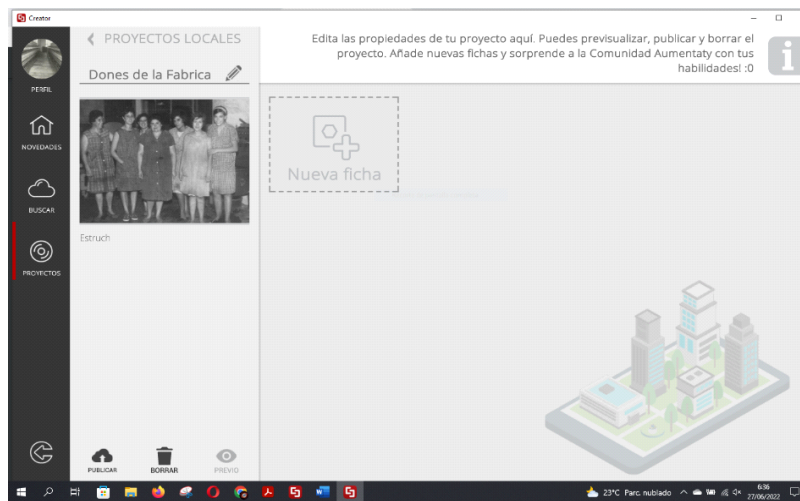 Creator
PROYECTOS LOCALES
Dones de la Fabrica
Estruch
PERFIL
NOVEDADES
BUSCAR
PROYECTOS
PUBLICAR
BORRAR
PREVIO
Edita las propiedades de tu proyecto aquí. Puedes previsualizar, publicar y borrar el
proyecto. Añade nuevas fichas y sorprende a la Comunidad Aumentaty con tus
habilidades! :0
Nueva ficha
23°C Parc. nublado
6:36
27/06/2022